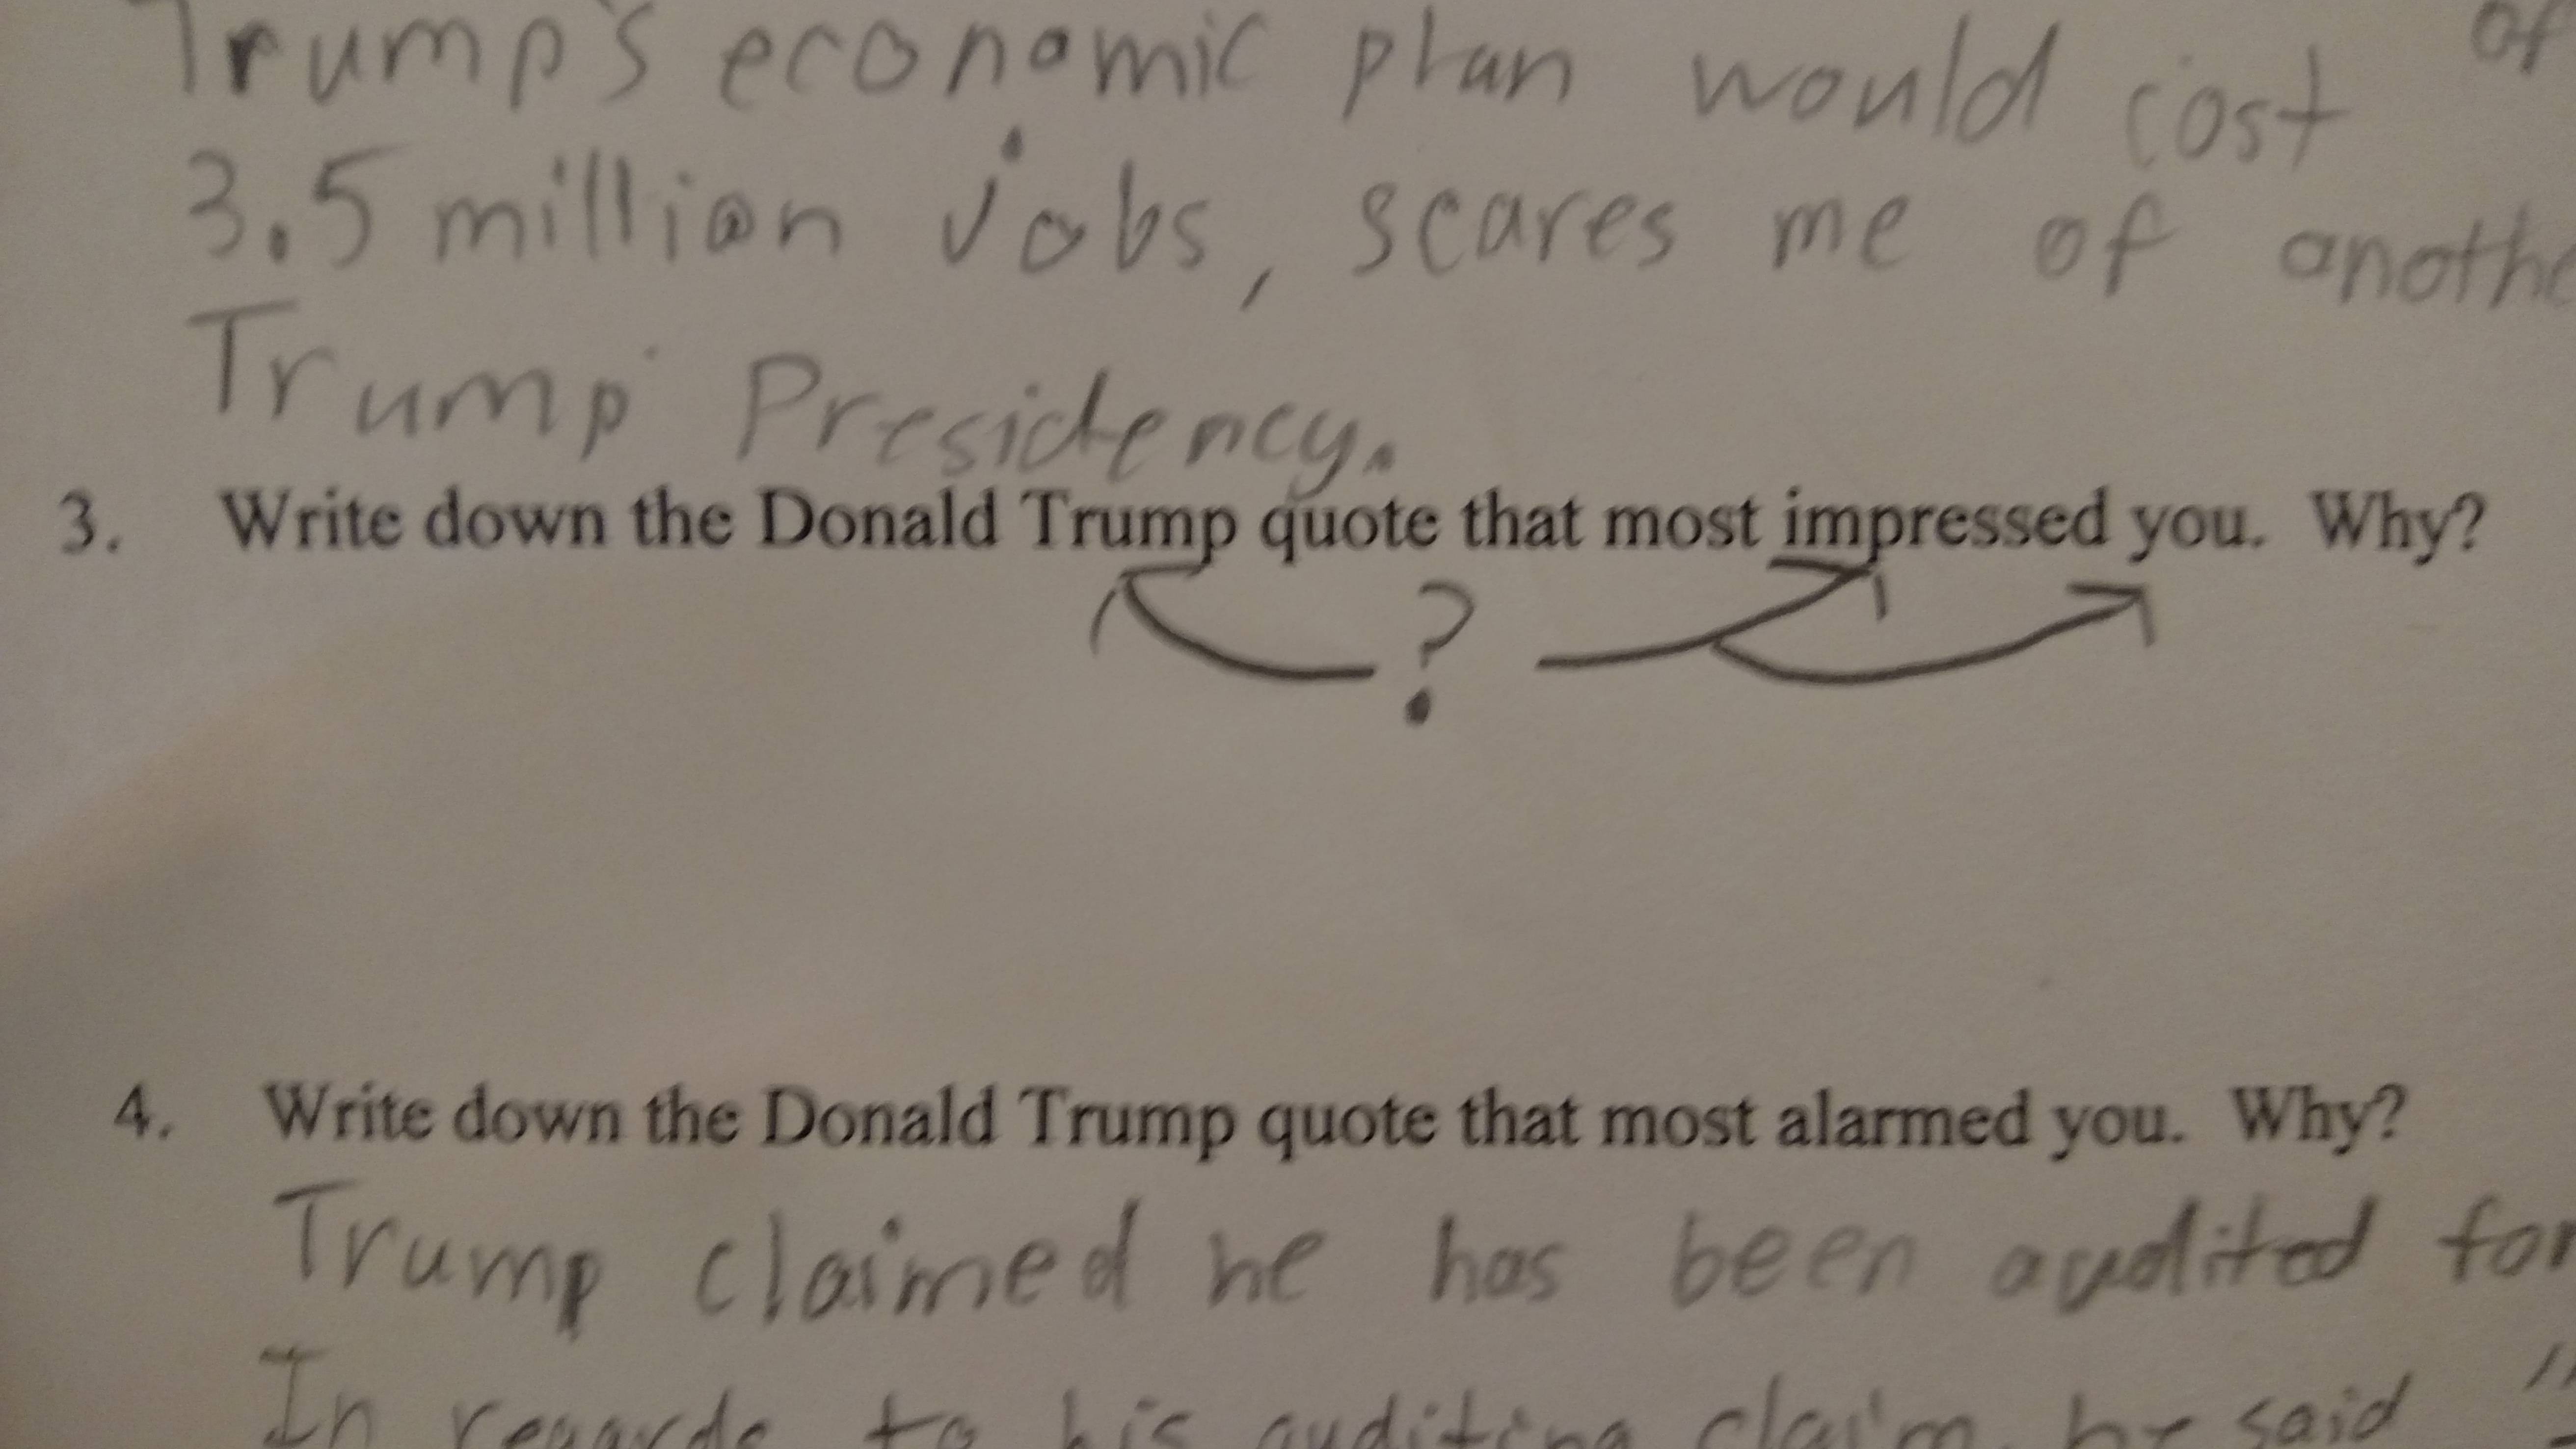 Trump's economic plan would cost of
3.5 million jobs, scares me of anothe
Trump Presidency.
3. Write down the Donald Trump quote that most impressed you. Why?
?
4. Write down the Donald Trump quote that most alarmed you. Why?
Trump claimed he has been audited for
In regards to his auditing claim, he said "